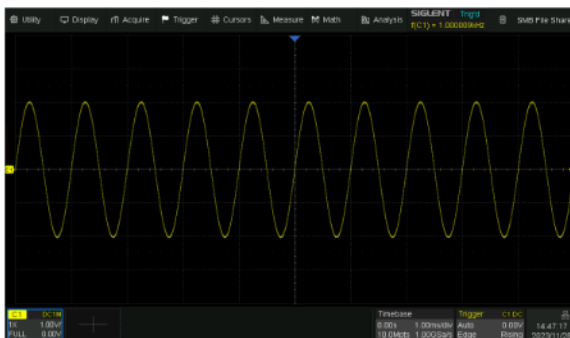 Utility Display Acquire Trigger Cursors Measure Math Analysis SIGLENT Trig'd SMB File Share
f(C1) = 1.000009kHz
C1
C1 DC1M
1X 1.00V/
FULL 0.00V
Timebase
0.00s 1.00ms/div
10.0Mpts 1.00GSa/s
Trigger C1 DC
Auto 0.00V
Edge Rising
14:47:17